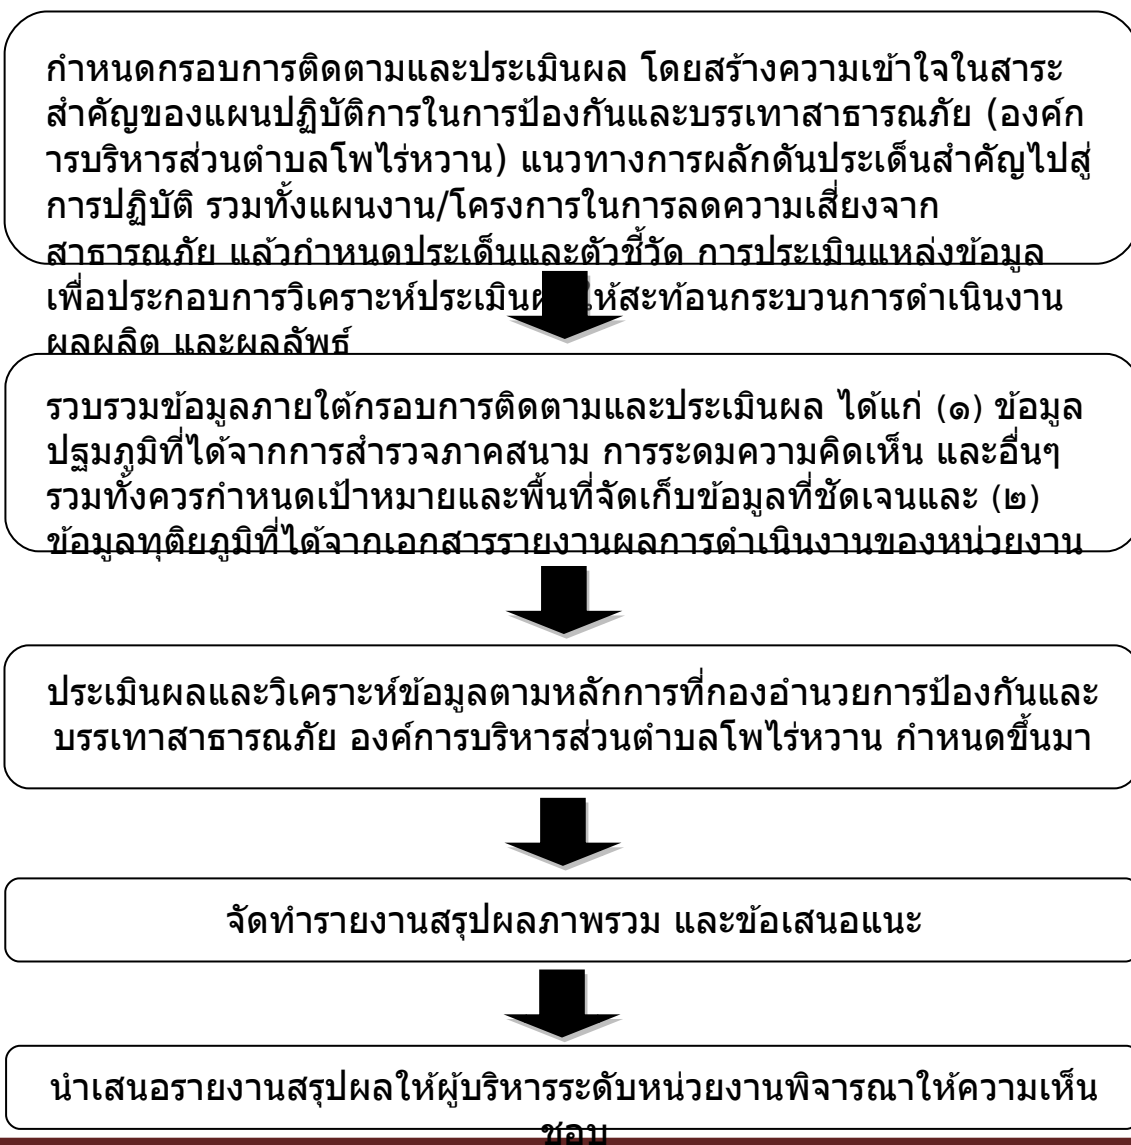 กำหนดกรอบการติดตามและประเมินผล โดยสร้างความเข้าใจในสาระ
สำคัญของแผนปฏิบัติการในการป้องกันและบรรเทาสาธารณภัย (องค์ก
ารบริหารส่วนตำบลโพไร่หวาน) แนวทางการผลักดันประเด็นสำคัญไปสู่
การปฏิบัติ รวมทั้งแผนงาน/โครงการในการลดความเสี่ยงจาก
สาธารณภัย แล้วกำหนดประเด็นและตัวชี้วัด การประเมินแหล่งข้อมูล
เพื่อประกอบการวิเคราะห์ประเมิน ให้สะท้อนกระบวนการดำเนินงาน
ผลผลิต และผลลัพธ์
รวบรวมข้อมูลภายใต้กรอบการติดตามและประเมินผล ได้แก่ (๑) ข้อมูล
ปฐมภูมิที่ได้จากการสำรวจภาคสนาม การระดมความคิดเห็น และอื่นๆ
รวมทั้งควรกำหนดเป้าหมายและพื้นที่จัดเก็บข้อมูลที่ชัดเจนและ (๒)
ข้อมูลทุติยภูมิที่ได้จากเอกสารรายงานผลการดำเนินงานของหน่วยงาน
ประเมินผลและวิเคราะห์ข้อมูลตามหลักการที่กองอำนวยการป้องกันและ
บรรเทาสาธารณภัย องค์การบริหารส่วนตำบลโพไร่หวาน กำหนดขึ้นมา
จัดทำรายงานสรุปผลภาพรวม และข้อเสนอแนะ
นำเสนอรายงานสรุปผลให้ผู้บริหารระดับหน่วยงานพิจารณาให้ความเห็น
ชอบ